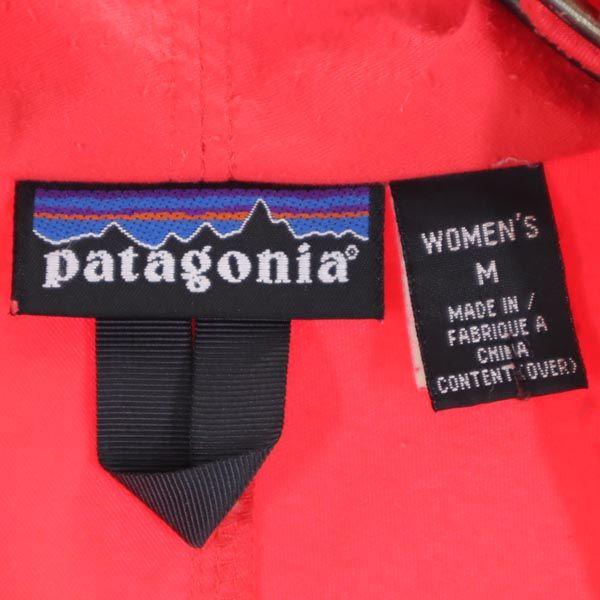 patagonia®
WOMEN'S
M
MADE IN /
FABRIQUE A
CHINA
CONTENT (OVER)